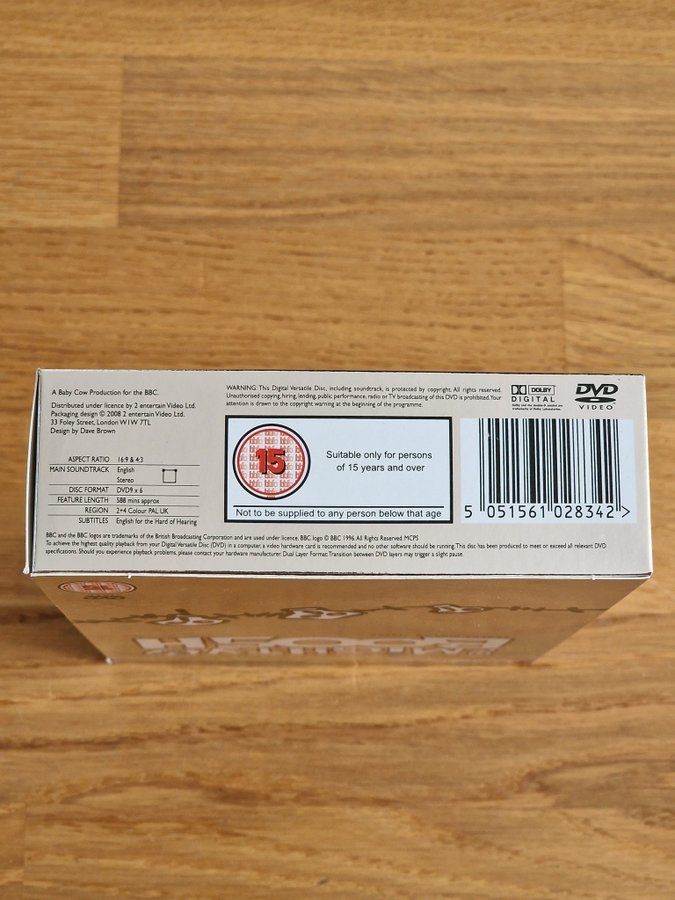 A Baby Cow Production for the BBC.
Distributed under licence by 2 entertain Video Ltd.
Packaging design © 2008 2 entertain Video Ltd.
33 Foley Street, London W1W 7TL
Design by Dave Brown
ASPECT RATIO 16:9 & 4:3
MAIN SOUNDTRACK English
Stereo
DISC FORMAT DVD9 x 6
FEATURE LENGTH 588 mins approx
REGION 2+4 Colour PAL UK
SUBTITLES English for the Hard of Hearing
WARNING: This Digital Versatile Disc, including soundtrack, is protected by copyright. All rights reserved.
Unauthorised copying, hiring, lending, public performance, radio or TV broadcasting of this DVD is prohibited. Your
attention is drawn to the copyright warning at the beginning of the programme.
15
Suitable only for persons
of 15 years and over
Not to be supplied to any person below that age
DOLBY
DIGITAL
Dolby and the double-D symbol are
trademarks of Dolby Laboratories.
DVD
VIDEO
5 051561 028342 >
BBC and the BBC logos are trademarks of the British Broadcasting Corporation and are used under licence. BBC logo © BBC 1996. All Rights Reserved. MCPS
To achieve the highest quality playback from your Digital Versatile Disc (DVD) in a computer, a video hardware card is recommended and no other software should be running. This disc has been produced to meet or exceed all relevant DVD
specifications. Should you experience playback problems, please contact your hardware manufacturer. Dual Layer Format: Transition between DVD layers may trigger a slight pause.